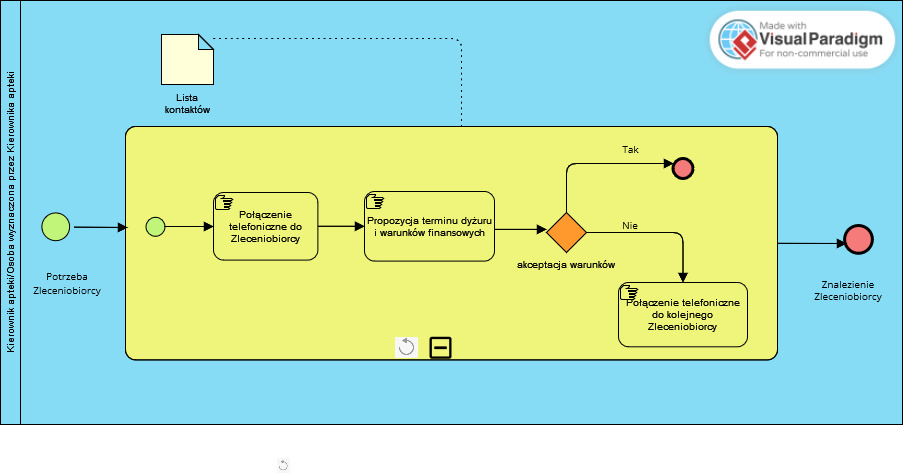 Made with
Visual Paradigm
For non-commercial use
Kierownik apteki/Osoba wyznaczona przez Kierownika apteki
Lista
kontaktów
Potrzeba
Zleceniobiorcy
Połączenie
telefoniczne do
Zleceniobiorcy
Propozycja terminu dyżuru
i warunków finansowych
akceptacja warunków
Tak
Nie
Połączenie telefoniczne
do kolejnego
Zleceniobiorcy
Znalezienie
Zleceniobiorcy